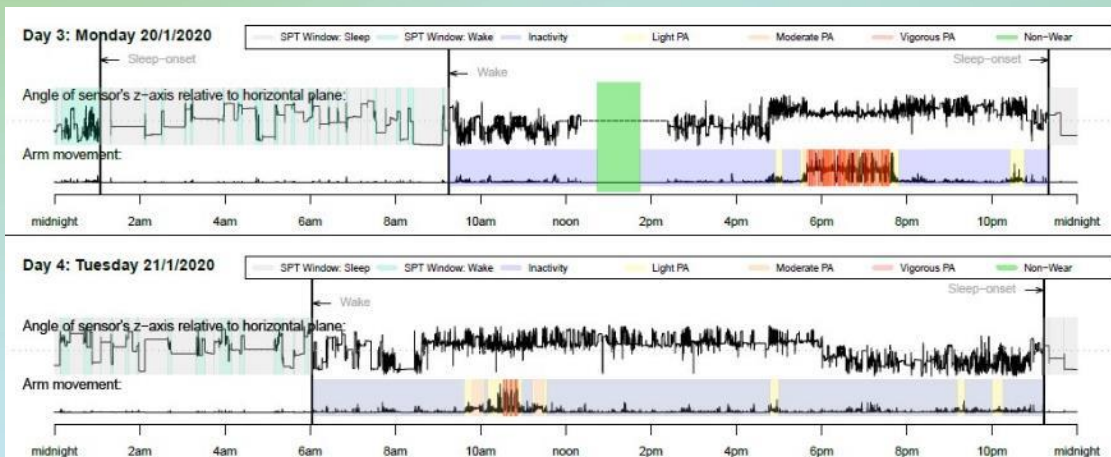 Day 3: Monday 20/1/2020 SPT Window: Sleep SPT Window: Wake Inactivity Light PA Moderate PA Vigorous PA Non-Wear
Sleep-onset Wake Sleep-onset
Angle of sensor's z-axis relative to horizontal plane:
Arm movement:
midnight 2am 4am 6am 8am 10am noon 2pm 4pm 6pm 8pm 10pm midnight
Day 4: Tuesday 21/1/2020 SPT Window: Sleep SPT Window: Wake Inactivity Light PA Moderate PA Vigorous PA Non-Wear
Wake Sleep-onset
Angle of sensor's z-axis relative to horizontal plane:
Arm movement:
midnight 2am 4am 6am 8am 10am noon 2pm 4pm 6pm 8pm 10pm midnight